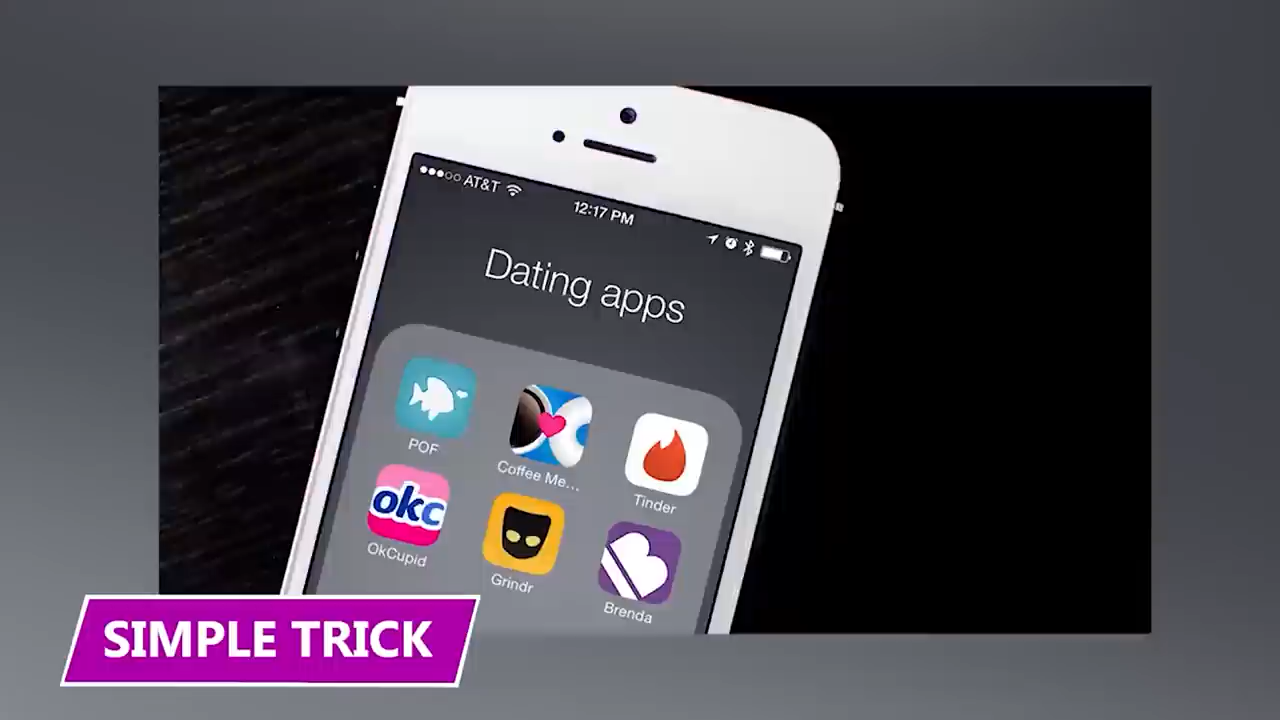 AT&T
12:17 PM
Dating apps
POF
Coffee Me...
Tinder
okc
OkCupid
Grindr
Brenda
SIMPLE TRICK